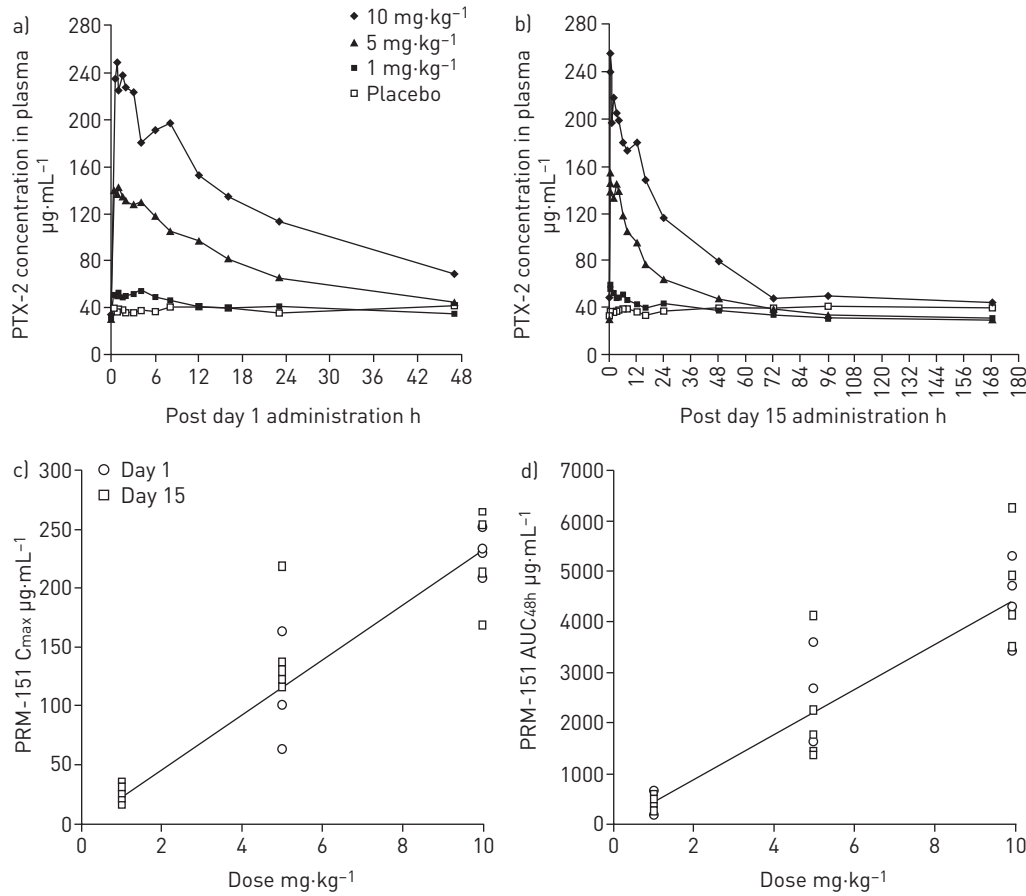 a)
10 mg·kg⁻¹
5 mg·kg⁻¹
1 mg·kg⁻¹
Placebo
PTX-2 concentration in plasma
µg·mL⁻¹
280
240
200
160
120
80
40
0
0 6 12 18 24 30 36 42 48
Post day 1 administration h
b)
PTX-2 concentration in plasma
µg·mL⁻¹
280
240
200
160
120
80
40
0
0 12 24 36 48 60 72 84 96 108 120 132 144 156 168 180
Post day 15 administration h
c)
Day 1
Day 15
PRM-151 Cmax µg·mL⁻¹
300
250
200
150
100
50
0
0 2 4 6 8 10
Dose mg·kg⁻¹
d)
PRM-151 AUC48h µg·mL⁻¹
7000
6000
5000
4000
3000
2000
1000
0
0 2 4 6 8 10
Dose mg·kg⁻¹